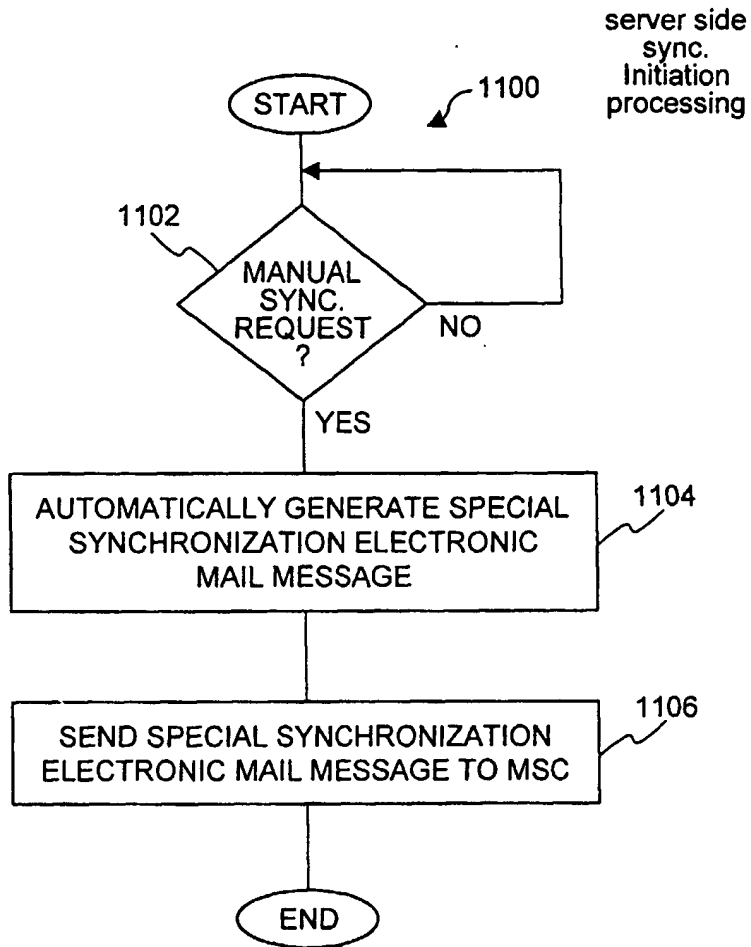 server side
sync.
Initiation
processing
START
1100
1102
MANUAL
SYNC.
REQUEST
?
NO
YES
AUTOMATICALLY GENERATE SPECIAL
SYNCHRONIZATION ELECTRONIC
MAIL MESSAGE
1104
SEND SPECIAL SYNCHRONIZATION
ELECTRONIC MAIL MESSAGE TO MSC
1106
END